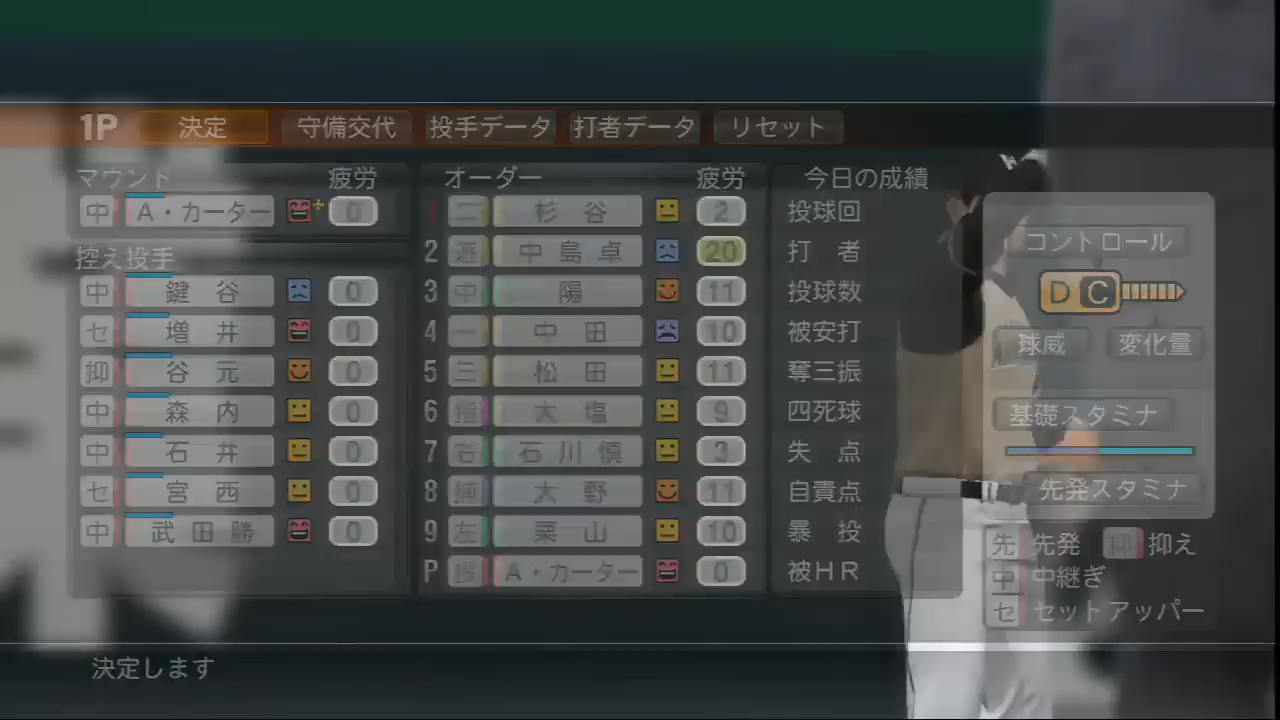 1P 決定 守備交代 投手データ 打者データ リセット
マウンド 疲労
中 A・カーター 0
控え投手
中 鍵谷 0
セ 増井 0
抑 谷元 0
中 森内 0
中 石井 0
セ 宮西 0
中 武田勝 0
オーダー 疲労
1 二 杉谷 2
2 遊 中島卓 20
3 中 陽 11
4 一 中田 10
5 三 松田 11
6 指 大塩 9
7 右 石川慎 3
8 捕 大野 11
9 左 栗山 10
P 投 A・カーター 0
今日の成績
投球回
打者
投球数
被安打
奪三振
四死球
失点
自責点
暴投
被HR
コントロール
D C
球威 変化量
基礎スタミナ
先発スタミナ
先 先発 抑 抑え
中 中継ぎ
セ セットアッパー
決定します